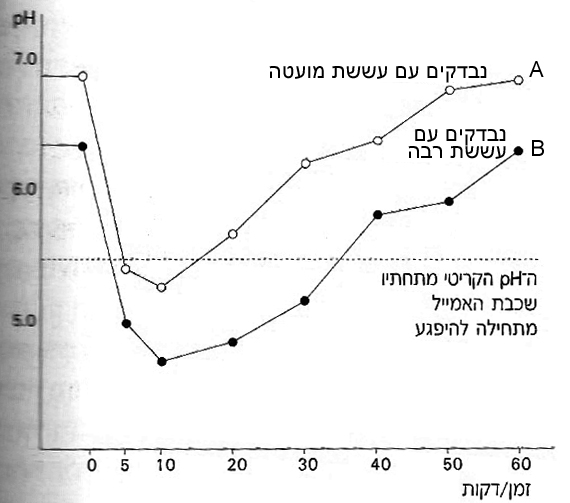 pH
7.0
נבדקים עם עששת מועטה A
נבדקים עם
עששת רבה B
6.0
ה־pH הקריטי מתחתיו
שכבת האמייל
מתחילה להיפגע
5.0
0 5 10 20 30 40 50 60
זמן/דקות